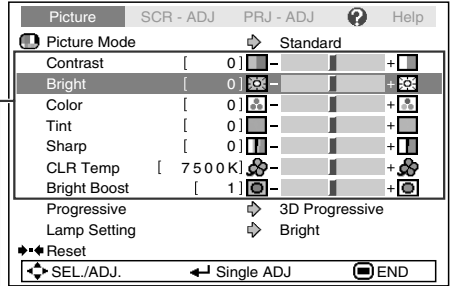 Picture SCR - ADJ PRJ - ADJ ? Help
Picture Mode Standard
Contrast [ 0] - +
Bright [ 0] - +
Color [ 0] - +
Tint [ 0] - +
Sharp [ 0] - +
CLR Temp [ 7500K] - +
Bright Boost [ 1] - +
Progressive 3D Progressive
Lamp Setting Bright
Reset
SEL./ADJ. Single ADJ END